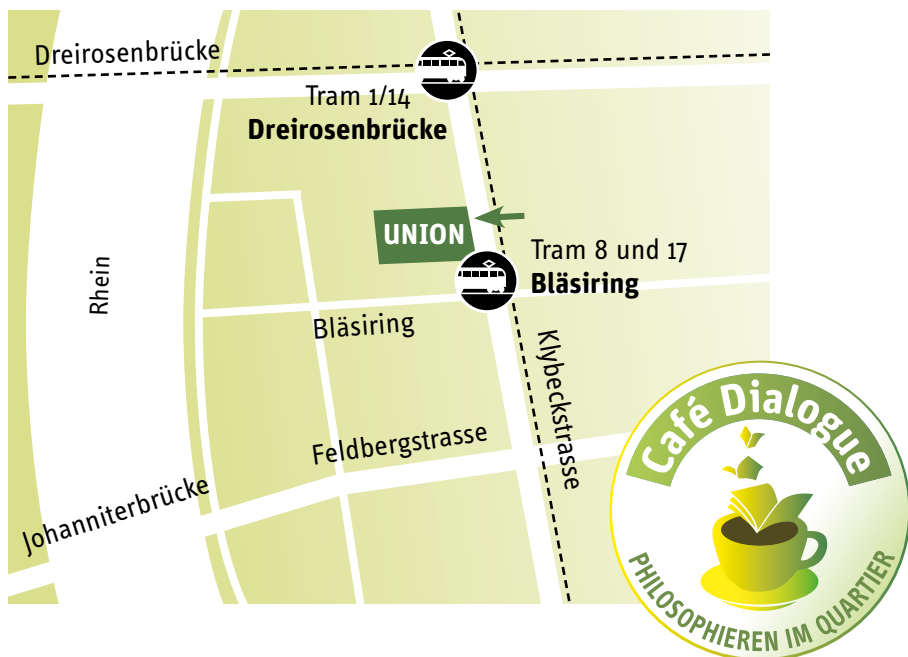 Dreirosenbrücke
Tram 1/14
Dreirosenbrücke
UNION
Tram 8 und 17
Bläsiring
Rhein
Bläsiring
Klybeckstrasse
Feldbergstrasse
Johanniterbrücke
Café Dialogue
PHILOSOPHIEREN IM QUARTIER